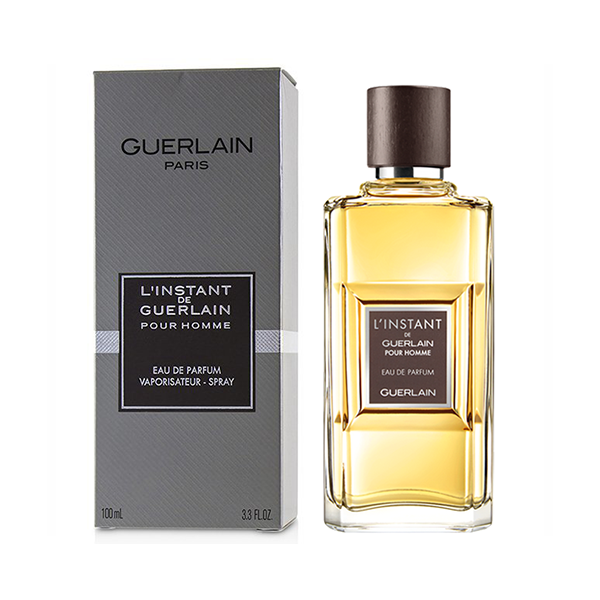 GUERLAIN
PARIS
L'INSTANT
DE
GUERLAIN
POUR HOMME
EAU DE PARFUM
VAPORISATEUR - SPRAY
100 mL 3.3 FL.OZ.
L'INSTANT
DE
GUERLAIN
POUR HOMME
EAU DE PARFUM
GUERLAIN